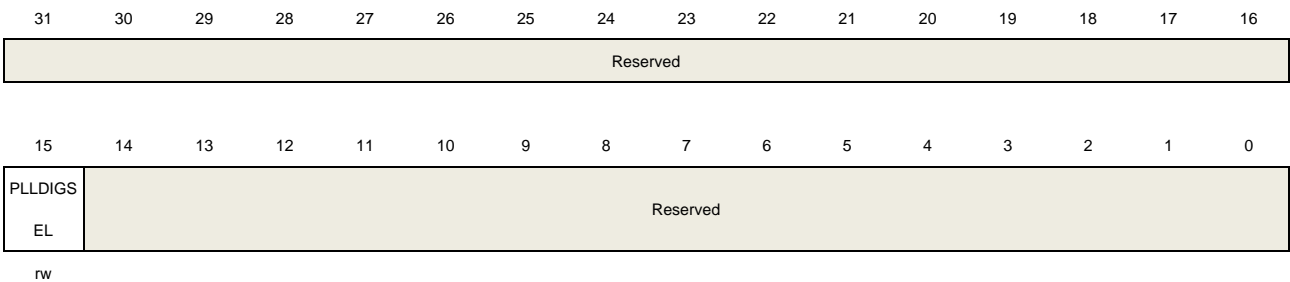 31 30 29 28 27 26 25 24 23 22 21 20 19 18 17 16
Reserved
15 14 13 12 11 10 9 8 7 6 5 4 3 2 1 0
PLLDIGS
EL
Reserved
rw